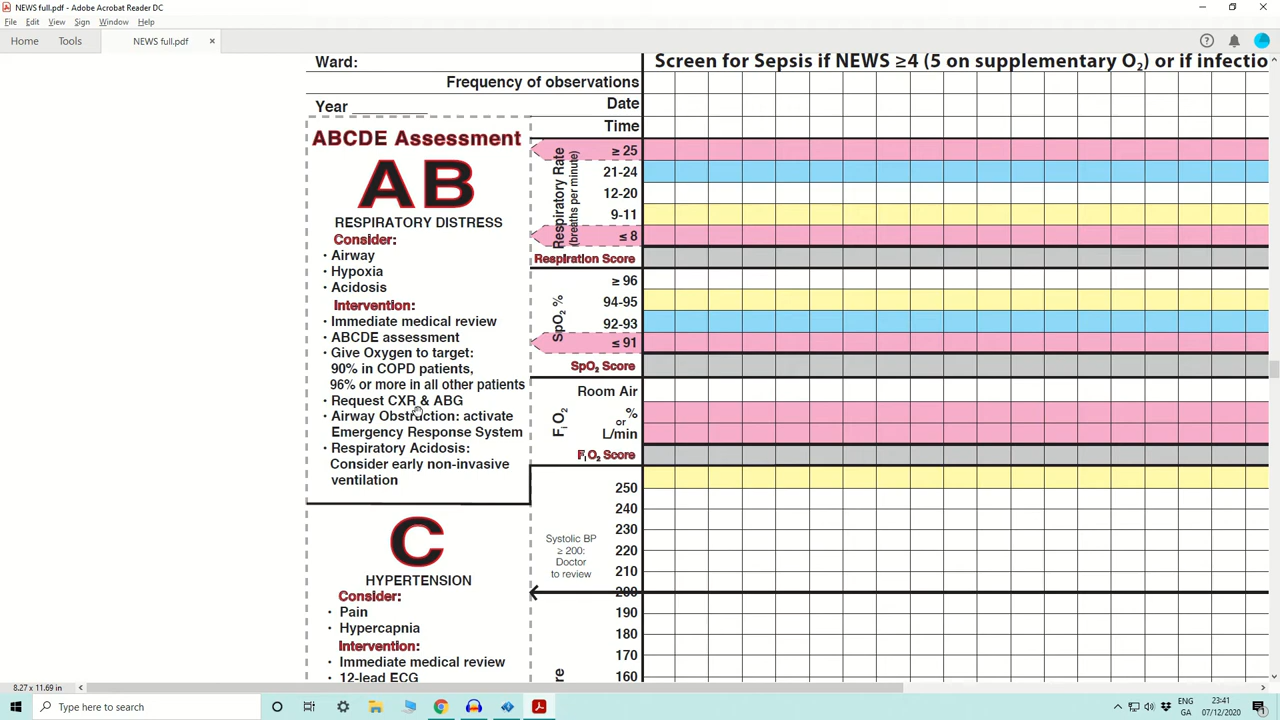 NEWS full.pdf - Adobe Acrobat Reader DC
File Edit View Sign Window Help
Home Tools NEWS full.pdf ×
Ward:
Screen for Sepsis if NEWS ≥4 (5 on supplementary O₂) or if infectio
Frequency of observations
Year ________ Date
Time
ABCDE Assessment
AB
RESPIRATORY DISTRESS
Consider:
• Airway
• Hypoxia
• Acidosis
Intervention:
• Immediate medical review
• ABCDE assessment
• Give Oxygen to target:
90% in COPD patients,
96% or more in all other patients
• Request CXR & ABG
• Airway Obstruction: activate
Emergency Response System
• Respiratory Acidosis:
Consider early non-invasive
ventilation
Respiratory Rate
(breaths per minute)
≥ 25
21-24
12-20
9-11
≤ 8
Respiration Score
SpO₂ %
≥ 96
94-95
92-93
≤ 91
SpO₂ Score
FiO₂
Room Air
%
or
L/min
FiO₂ Score
C
HYPERTENSION
Consider:
• Pain
• Hypercapnia
Intervention:
• Immediate medical review
• 12-lead ECG
Systolic BP
≥ 200:
Doctor
to review
250
240
230
220
210
200
190
180
170
160
8.27 x 11.69 in
Type here to search
ENG
GA
23:41
07/12/2020